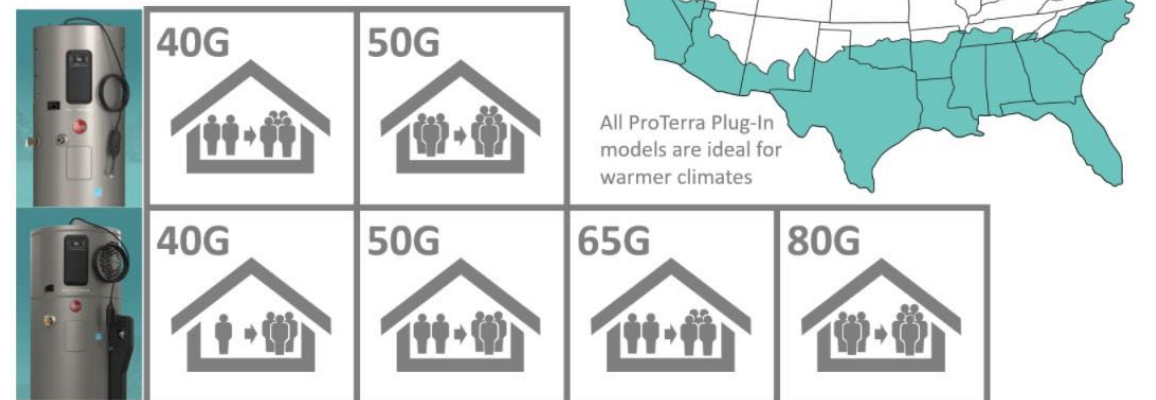 40G
50G
All ProTerra Plug-In
models are ideal for
warmer climates
40G
50G
65G
80G